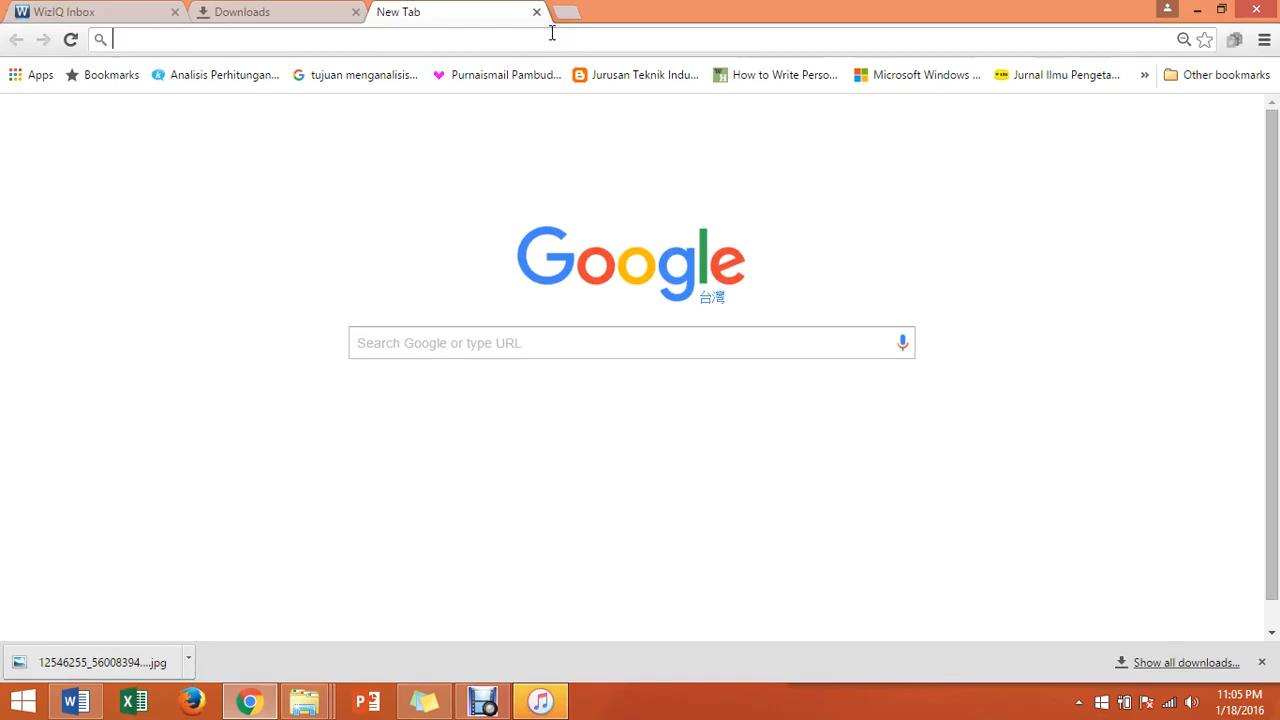 WizIQ Inbox
Downloads
New Tab
Apps
Bookmarks
Analisis Perhitungan...
tujuan menganalisis...
Purnaismail Pambud...
Jurusan Teknik Indu...
How to Write Perso...
Microsoft Windows ...
Jurnal Ilmu Pengeta...
»
Other bookmarks
Google
台灣
Search Google or type URL
12546255_56008394....jpg
Show all downloads...
11:05 PM
1/18/2016